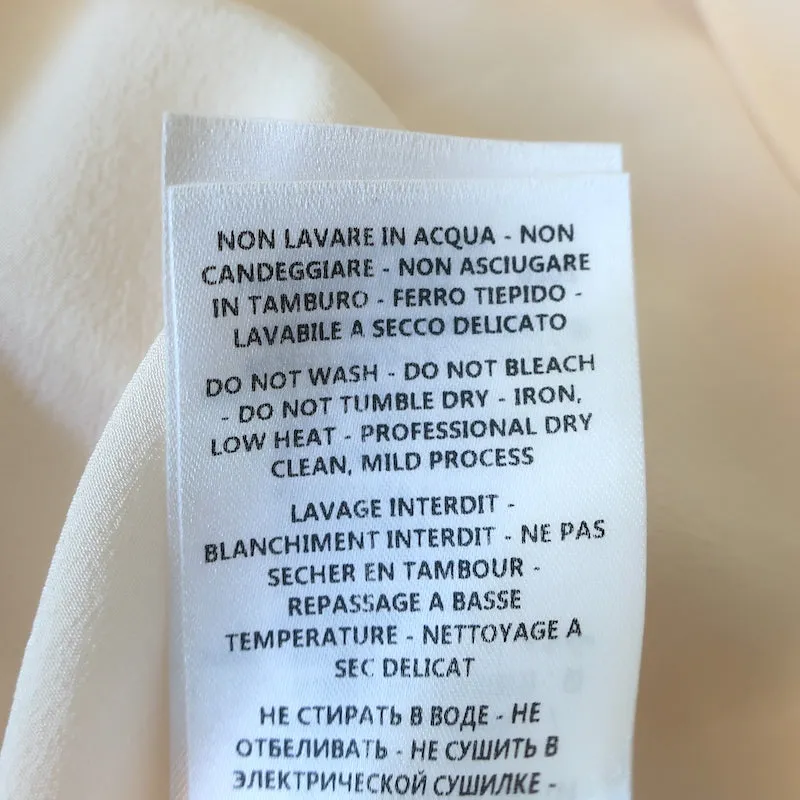 NON LAVARE IN ACQUA - NON
CANDEGGIARE - NON ASCIUGARE
IN TAMBURO - FERRO TIEPIDO -
LAVABILE A SECCO DELICATO
DO NOT WASH - DO NOT BLEACH
- DO NOT TUMBLE DRY - IRON,
LOW HEAT - PROFESSIONAL DRY
CLEAN, MILD PROCESS
LAVAGE INTERDIT -
BLANCHIMENT INTERDIT - NE PAS
SECHER EN TAMBOUR -
REPASSAGE A BASSE
TEMPERATURE - NETTOYAGE A
SEC DELICAT
НЕ СТИРАТЬ В ВОДЕ - НЕ
ОТБЕЛИВАТЬ - НЕ СУШИТЬ В
ЭЛЕКТРИЧЕСКОЙ СУШИЛКЕ -